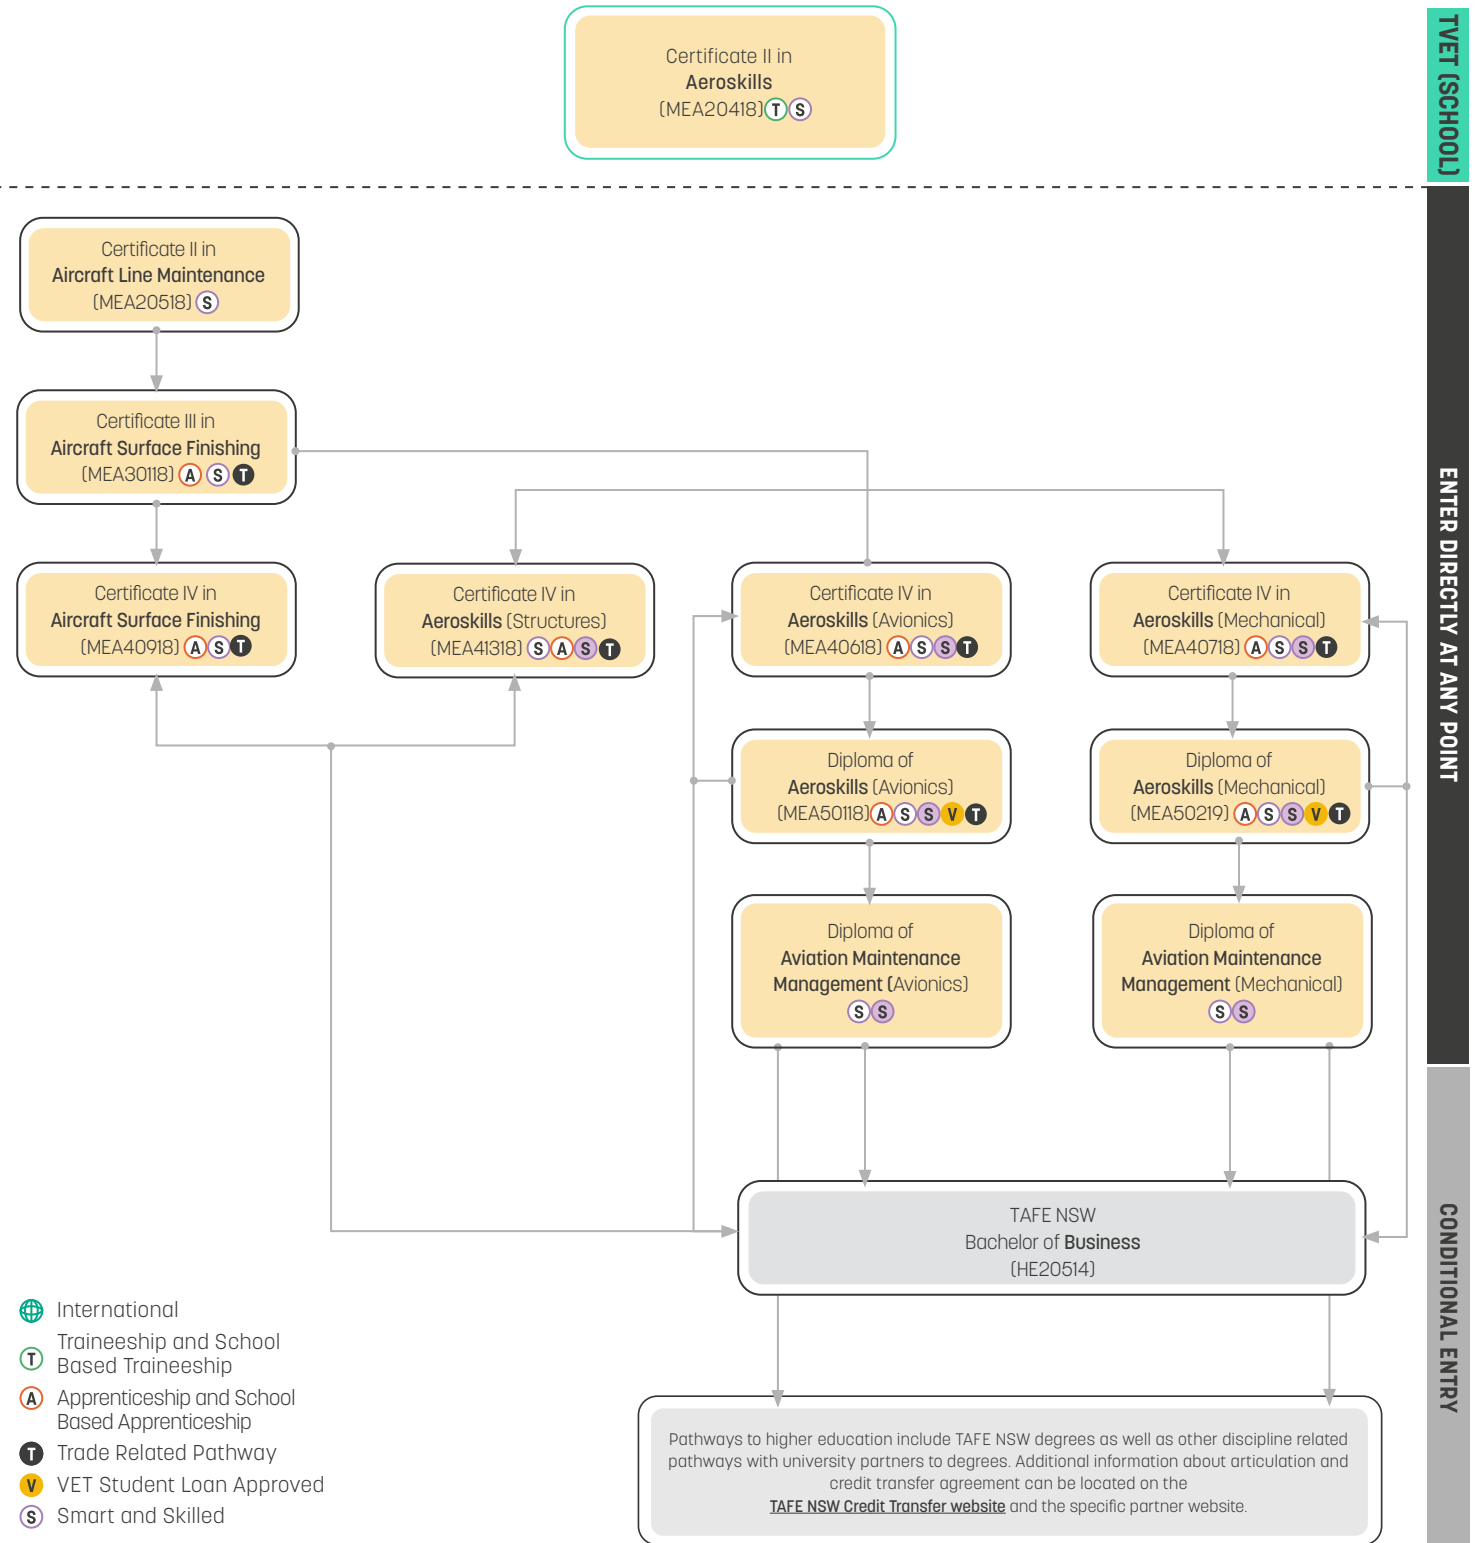 Certificate II in
Aeroskills
(MEA20418) T S
TVET (SCHOOL)
Certificate II in
Aircraft Line Maintenance
(MEA20518) S
Certificate III in
Aircraft Surface Finishing
(MEA30118) A S T
Certificate IV in
Aircraft Surface Finishing
(MEA40918) A S T
Certificate IV in
Aeroskills (Structures)
(MEA41318) S A S T
Certificate IV in
Aeroskills (Avionics)
(MEA40618) A S S T
Certificate IV in
Aeroskills (Mechanical)
(MEA40718) A S S T
ENTER DIRECTLY AT ANY POINT
Diploma of
Aeroskills (Avionics)
(MEA50118) A S S V T
Diploma of
Aeroskills (Mechanical)
(MEA50219) A S S V T
Diploma of
Aviation Maintenance
Management (Avionics)
S S
Diploma of
Aviation Maintenance
Management (Mechanical)
S S
TAFE NSW
Bachelor of Business
(HE20514)
CONDITIONAL ENTRY
International
T Traineeship and School
Based Traineeship
A Apprenticeship and School
Based Apprenticeship
T Trade Related Pathway
V VET Student Loan Approved
S Smart and Skilled
Pathways to higher education include TAFE NSW degrees as well as other discipline related
pathways with university partners to degrees. Additional information about articulation and
credit transfer agreement can be located on the
TAFE NSW Credit Transfer website and the specific partner website.